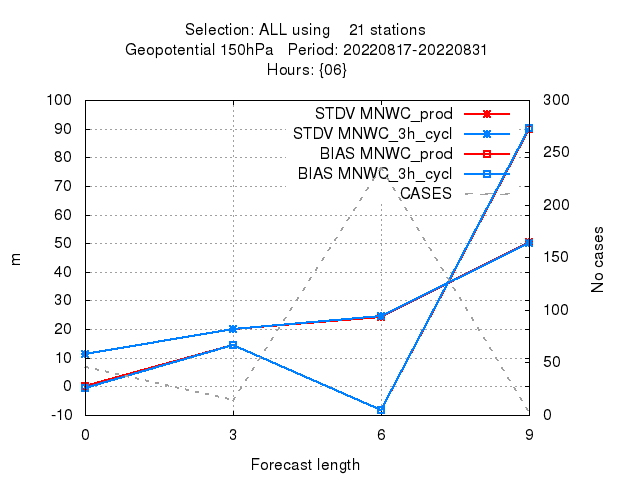 Selection: ALL using    21 stations
Geopotential 150hPa   Period: 20220817-20220831
Hours: {06}
STDV MNWC_prod
STDV MNWC_3h_cycl
BIAS MNWC_prod
BIAS MNWC_3h_cycl
CASES
100
90
80
70
60
50
40
30
20
10
0
-10
m
300
250
200
150
100
50
0
No cases
0 3 6 9
Forecast length